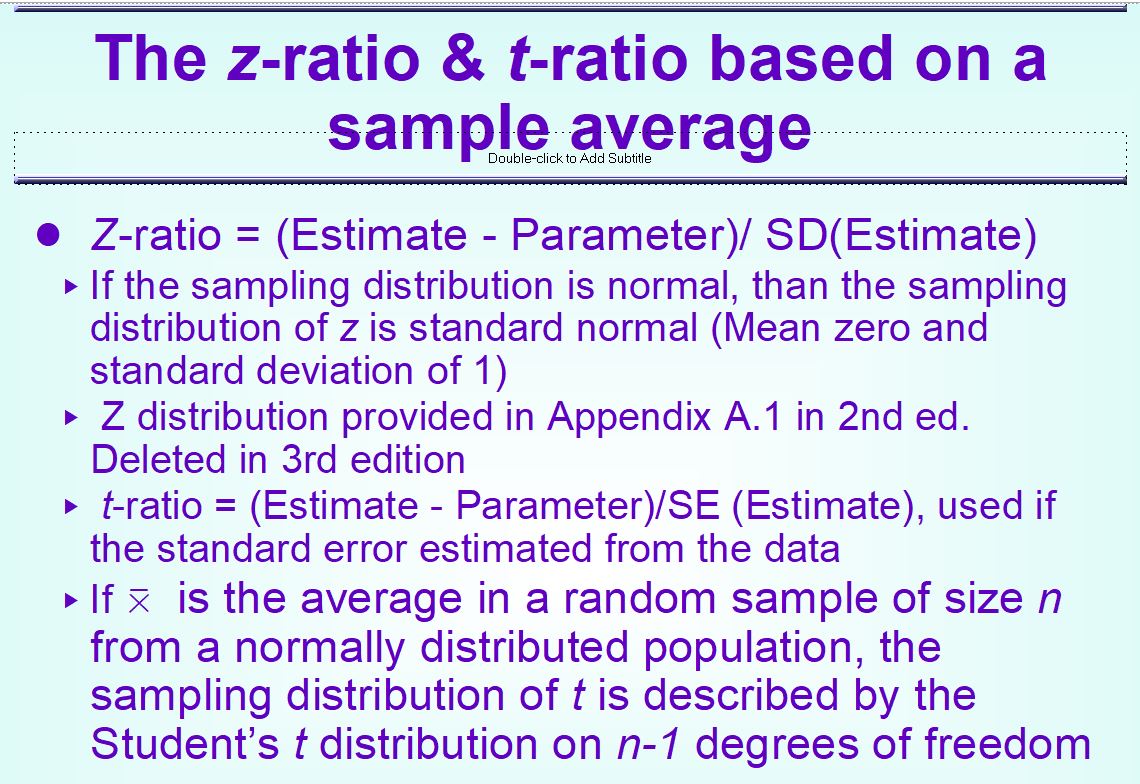 The z-ratio & t-ratio based on a
sample average
Double-click to Add Subtitle
● Z-ratio = (Estimate - Parameter)/ SD(Estimate)
▸ If the sampling distribution is normal, than the sampling
distribution of z is standard normal (Mean zero and
standard deviation of 1)
▸ Z distribution provided in Appendix A.1 in 2nd ed.
Deleted in 3rd edition
▸ t-ratio = (Estimate - Parameter)/SE (Estimate), used if
the standard error estimated from the data
▸ If x̄ is the average in a random sample of size n
from a normally distributed population, the
sampling distribution of t is described by the
Student’s t distribution on n-1 degrees of freedom